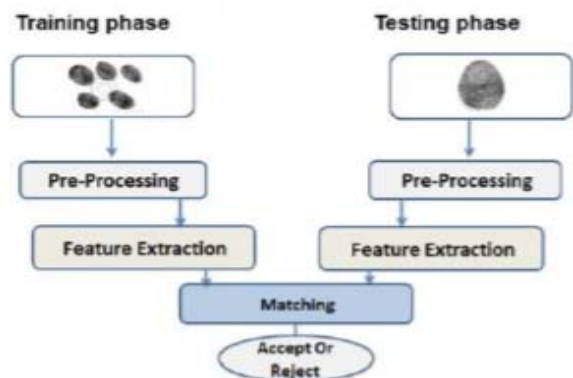 Training phase
Testing phase
Pre-Processing
Pre-Processing
Feature Extraction
Feature Extraction
Matching
Accept Or
Reject